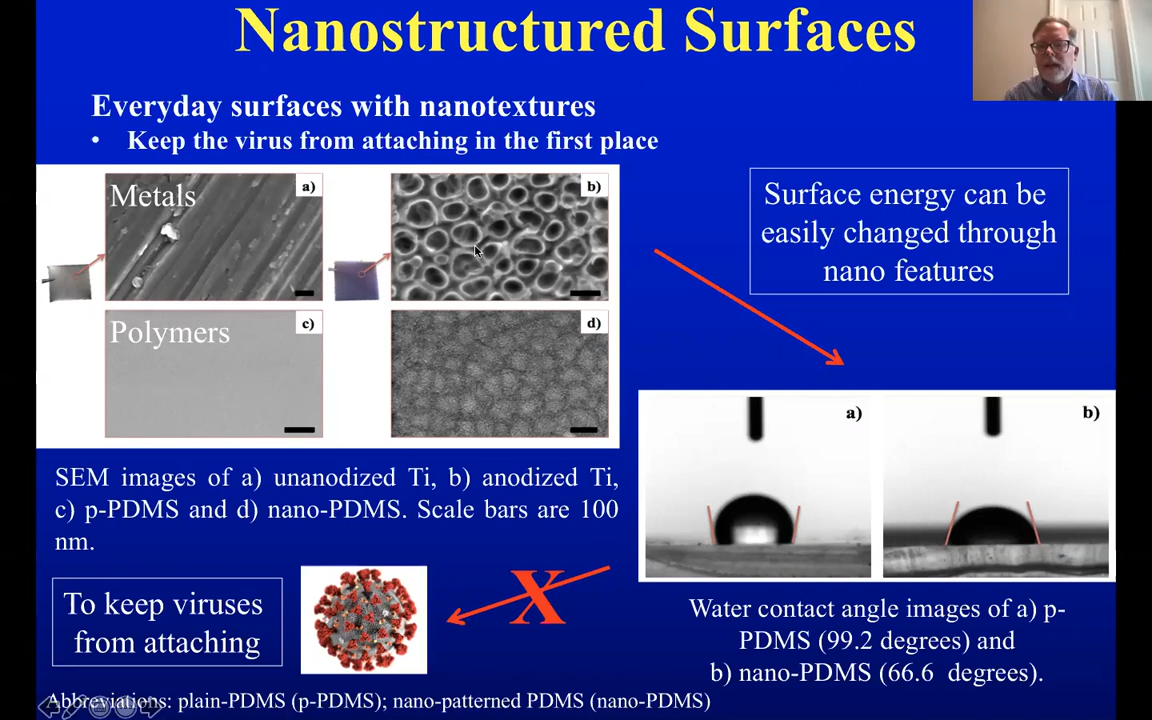 Nanostructured Surfaces
Everyday surfaces with nanotextures
• Keep the virus from attaching in the first place
Metals
a)
b)
Polymers
c)
d)
Surface energy can be
easily changed through
nano features
SEM images of a) unanodized Ti, b) anodized Ti,
c) p-PDMS and d) nano-PDMS. Scale bars are 100
nm.
a)
b)
Water contact angle images of a) p-
PDMS (99.2 degrees) and
b) nano-PDMS (66.6 degrees).
To keep viruses
from attaching
X
Abbreviations: plain-PDMS (p-PDMS); nano-patterned PDMS (nano-PDMS)